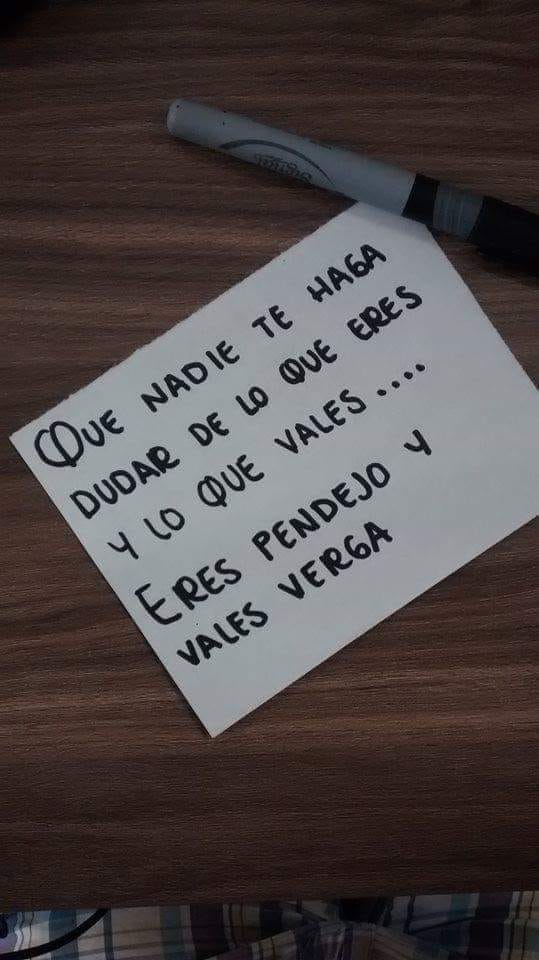 QUE NADIE TE HAGA
DUDAR DE LO QUE ERES
Y LO QUE VALES....
ERES PENDEJO Y
VALES VERGA